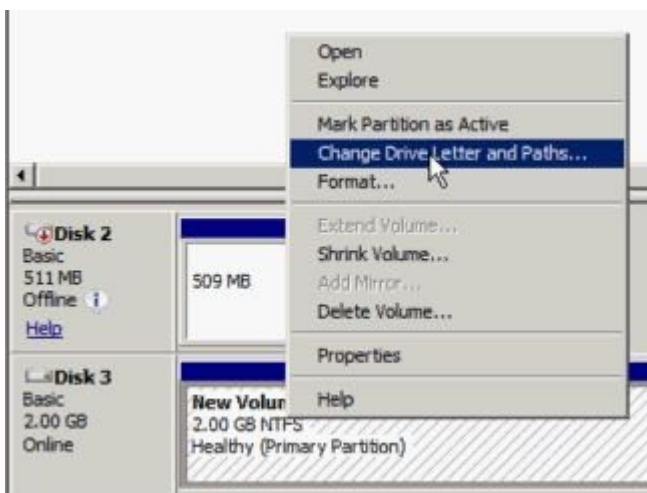 Open
Explore
Mark Partition as Active
Change Drive Letter and Paths...
Format...
Extend Volume...
Shrink Volume...
Add Mirror...
Delete Volume...
Properties
Help
Disk 2
Basic
511 MB
Offline
Help
509 MB
Disk 3
Basic
2.00 GB
Online
New Volum
2.00 GB NTFS
Healthy (Primary Partition)